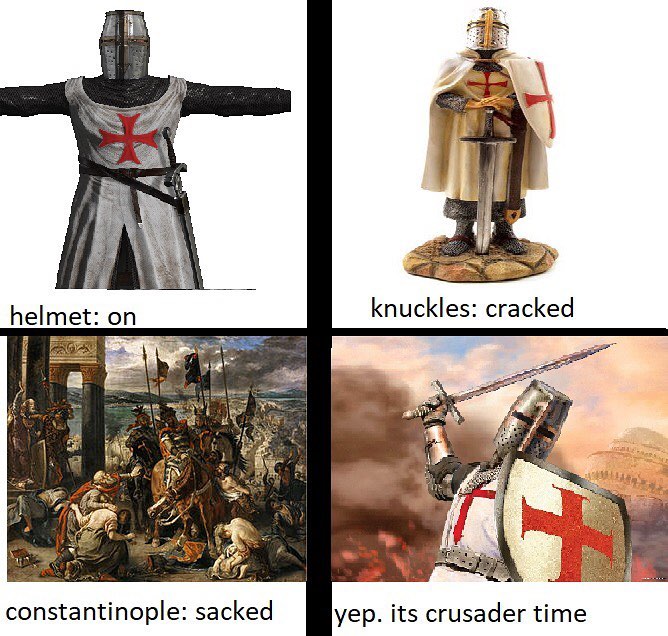 helmet: on
knuckles: cracked
constantinople: sacked
yep. its crusader time